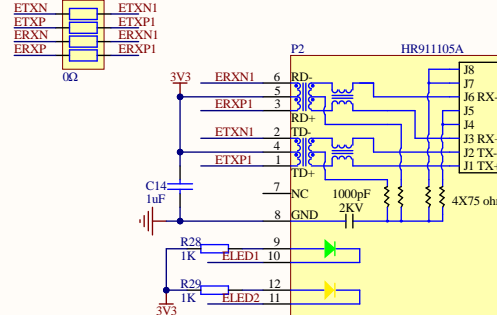 ETXN ETXN1
ETXP ETXP1
ERXN ERXN1
ERXP ERXP1
0Ω
P2 HR911105A
3V3 ERXN1 6 RD- J8
5 J7
J6 RX-
ERXP1 3 RD+ J5
J4
ETXN1 2 TD- J3 RX
4 J2 TX-
ETXP1 1 TD+ J1 TX
C14
1uF
7 NC
1000pF
2KV
4X75 ohm
8 GND
R28 9
1K ELED1 10
R29 12
1K ELED2 11
3V3